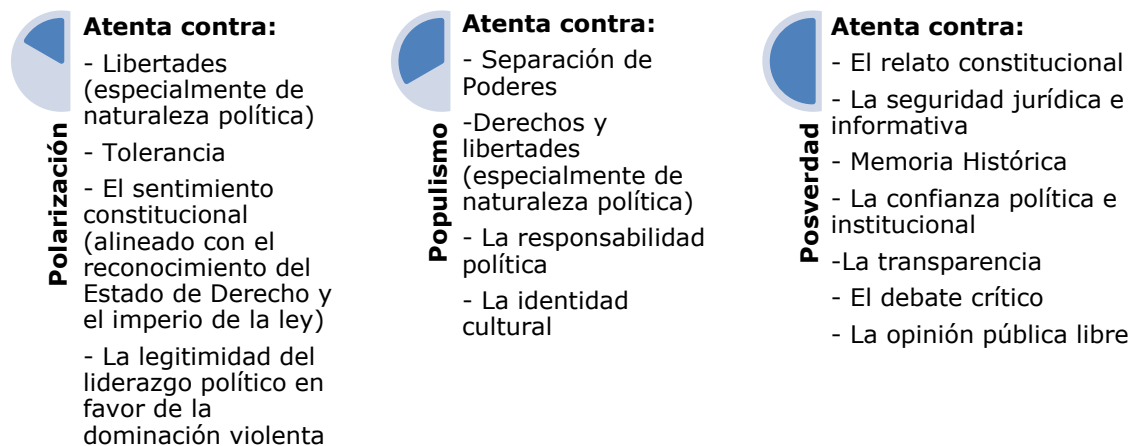 Polarización
Atenta contra:
- Libertades
(especialmente de
naturaleza política)
- Tolerancia
- El sentimiento
constitucional
(alineado con el
reconocimiento del
Estado de Derecho y
el imperio de la ley)
- La legitimidad del
liderazgo político en
favor de la
dominación violenta
Populismo
Atenta contra:
- Separación de
Poderes
-Derechos y
libertades
(especialmente de
naturaleza política)
- La responsabilidad
política
- La identidad
cultural
Posverdad
Atenta contra:
- El relato constitucional
- La seguridad jurídica e
informativa
- Memoria Histórica
- La confianza política e
institucional
-La transparencia
- El debate crítico
- La opinión pública libre